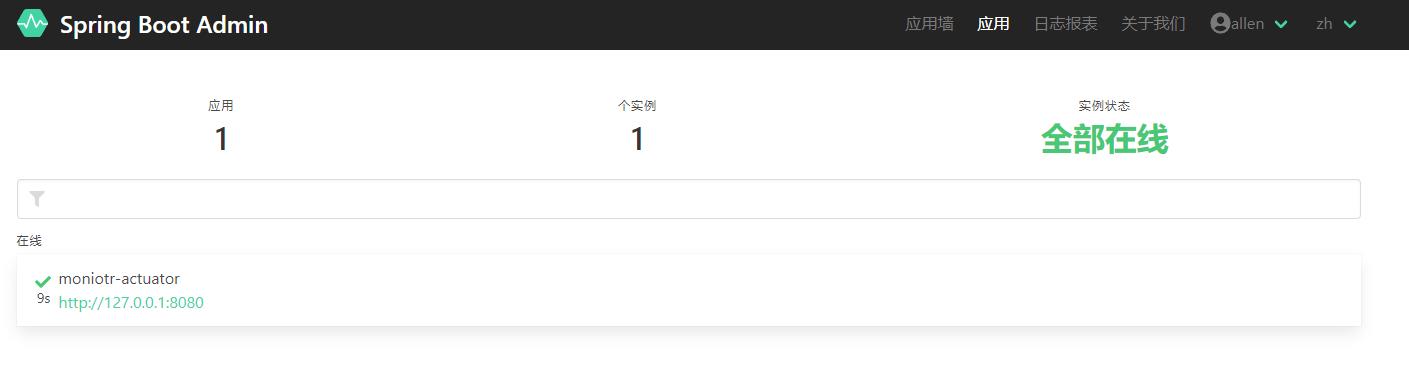 Spring Boot Admin 应用墙 应用 日志报表 关于我们 allen zh
应用 个实例 实例状态
1 1 全部在线
在线
moniotr-actuator
9s http://127.0.0.1:8080